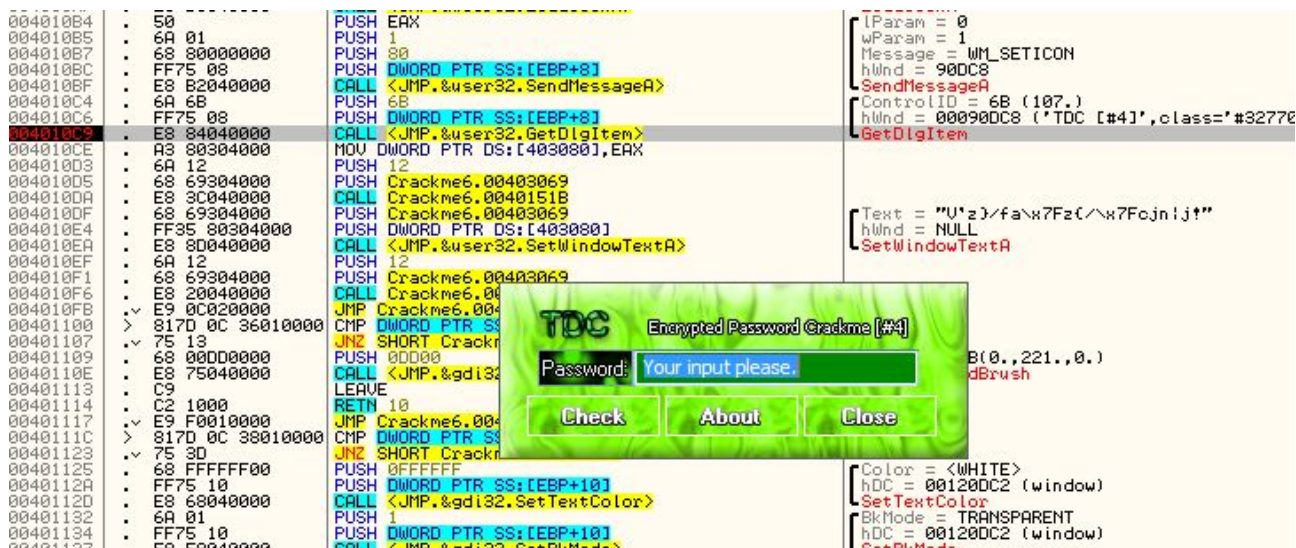 004010B4 . 50 PUSH EAX lParam = 0
004010B5 . 6A 01 PUSH 1 wParam = 1
004010B7 . 68 80000000 PUSH 80 Message = WM_SETICON
004010BC . FF75 08 PUSH DWORD PTR SS:[EBP+8] hWnd = 90DC8
004010BF . E8 B2040000 CALL <JMP.&user32.SendMessageA> SendMessageA
004010C4 . 6A 6B PUSH 6B ControlID = 6B (107.)
004010C6 . FF75 08 PUSH DWORD PTR SS:[EBP+8] hWnd = 00090DC8 ('TDC [#4]',class='#32770
004010C9 . E8 84040000 CALL <JMP.&user32.GetDlgItem> GetDlgItem
004010CE . A3 80304000 MOV DWORD PTR DS:[403080],EAX
004010D3 . 6A 12 PUSH 12
004010D5 . 68 69304000 PUSH Crackme6.00403069
004010DA . E8 3C040000 CALL Crackme6.0040151B
004010DF . 68 69304000 PUSH Crackme6.00403069 Text = "V'z}/fa\x7Fz{/\x7Fcjn|j!"
004010E4 . FF35 80304000 PUSH DWORD PTR DS:[403080] hWnd = NULL
004010EA . E8 8D040000 CALL <JMP.&user32.SetWindowTextA> SetWindowTextA
004010EF . 6A 12 PUSH 12
004010F1 . 68 69304000 PUSH Crackme6.00403069
004010F6 . E8 20040000 CALL Crackme6.00
004010FB .v E9 0C020000 JMP Crackme6.004
00401100 > 817D 0C 36010000 CMP DWORD PTR SS
00401107 .v 75 13 JNZ SHORT Crackm
00401109 . 68 00DD0000 PUSH 0DD00 B(0.,221.,0.)
0040110E . E8 75040000 CALL <JMP.&gdi32 dBrush
00401113 . C9 LEAVE
00401114 . C2 1000 RETN 10
00401117 .v E9 F0010000 JMP Crackme6.004
0040111C > 817D 0C 38010000 CMP DWORD PTR SS
00401123 .v 75 3D JNZ SHORT Crackm
00401125 . 68 FFFFFF00 PUSH 0FFFFFF Color = <WHITE>
0040112A . FF75 10 PUSH DWORD PTR SS:[EBP+10] hDC = 00120DC2 (window)
0040112D . E8 68040000 CALL <JMP.&gdi32.SetTextColor> SetTextColor
00401132 . 6A 01 PUSH 1 BkMode = TRANSPARENT
00401134 . FF75 10 PUSH DWORD PTR SS:[EBP+10] hDC = 00120DC2 (window)
TDC Encrypted Password Crackme [#4]
Password: Your input please.
Check About Close